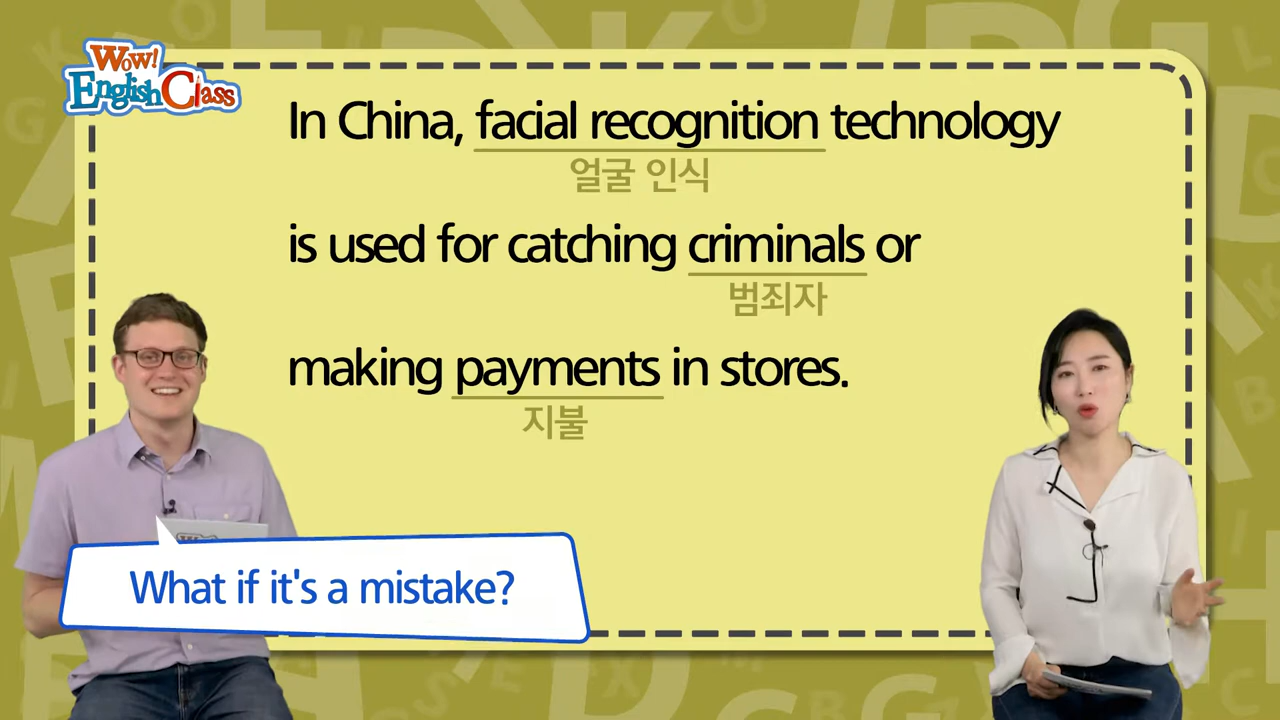 Wow!
English Class
In China, facial recognition technology
얼굴 인식
is used for catching criminals or
범죄자
making payments in stores.
지불
What if it's a mistake?